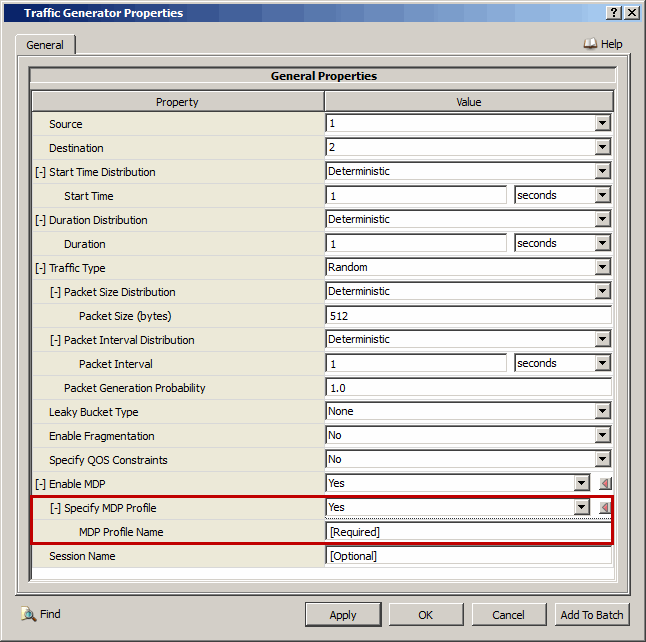 Traffic Generator Properties
General
Help
General Properties
Property Value
Source 1
Destination 2
[-] Start Time Distribution Deterministic
Start Time 1 seconds
[-] Duration Distribution Deterministic
Duration 1 seconds
[-] Traffic Type Random
[-] Packet Size Distribution Deterministic
Packet Size (bytes) 512
[-] Packet Interval Distribution Deterministic
Packet Interval 1 seconds
Packet Generation Probability 1.0
Leaky Bucket Type None
Enable Fragmentation No
Specify QOS Constraints No
[-] Enable MDP Yes
[-] Specify MDP Profile Yes
MDP Profile Name [Required]
Session Name [Optional]
Find Apply OK Cancel Add To Batch